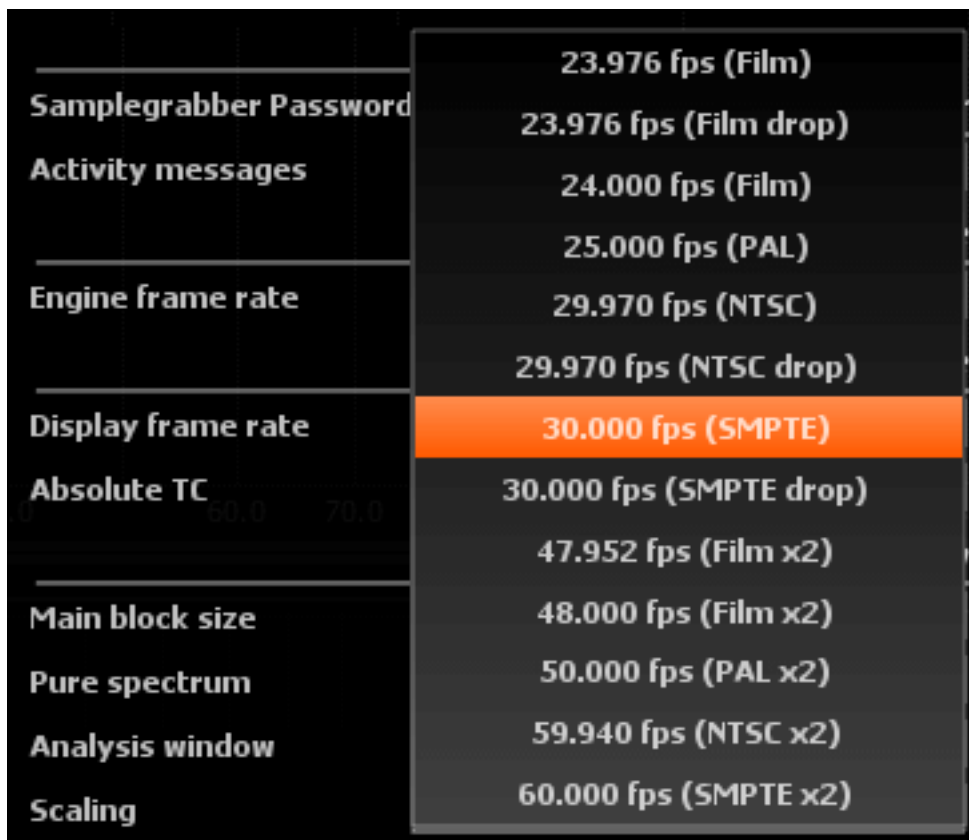 Samplegrabber Password
Activity messages
Engine frame rate
Display frame rate
Absolute TC
60.0
70.0
Main block size
Pure spectrum
Analysis window
Scaling
23.976 fps (Film)
23.976 fps (Film drop)
24.000 fps (Film)
25.000 fps (PAL)
29.970 fps (NTSC)
29.970 fps (NTSC drop)
30.000 fps (SMPTE)
30.000 fps (SMPTE drop)
47.952 fps (Film x2)
48.000 fps (Film x2)
50.000 fps (PAL x2)
59.940 fps (NTSC x2)
60.000 fps (SMPTE x2)